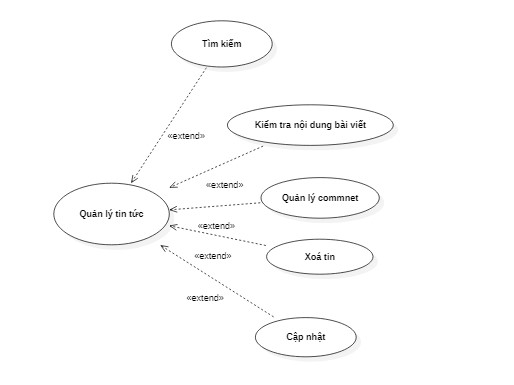 Tìm kiếm
«extend»
Kiểm tra nội dung bài viết
«extend»
Quản lý commnet
Quản lý tin tức
«extend»
Xoá tin
«extend»
«extend»
Cập nhật